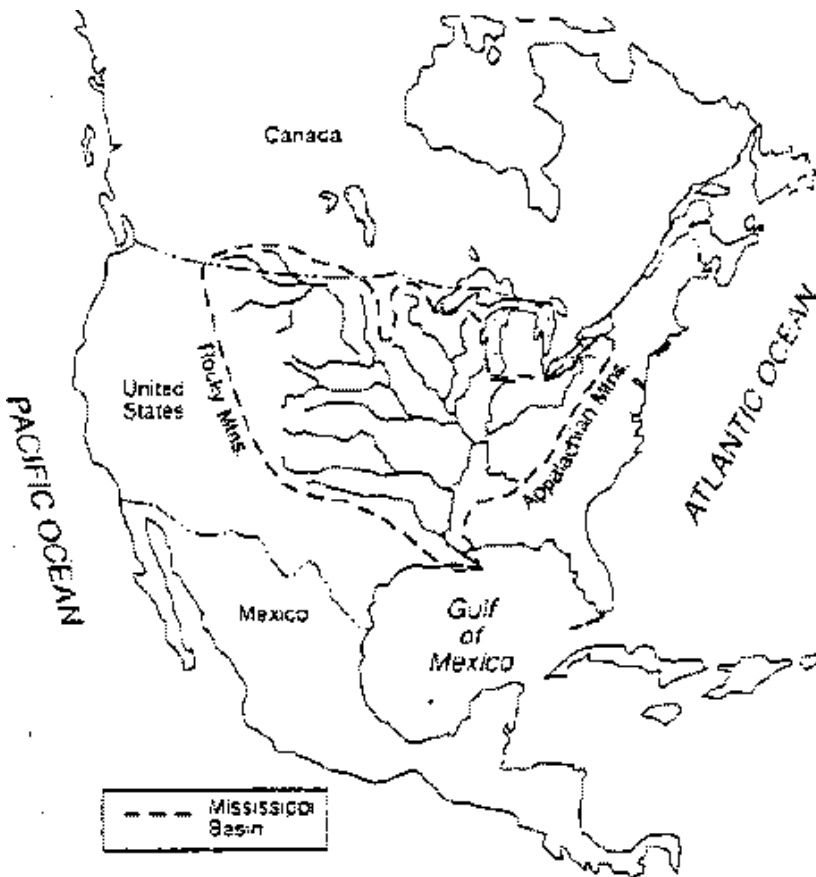 Canada
United
States
Rocky Mtns.
Appalachian Mtns.
PACIFIC OCEAN
ATLANTIC OCEAN
Mexico
Gulf
of
Mexico
Mississippi
Basin